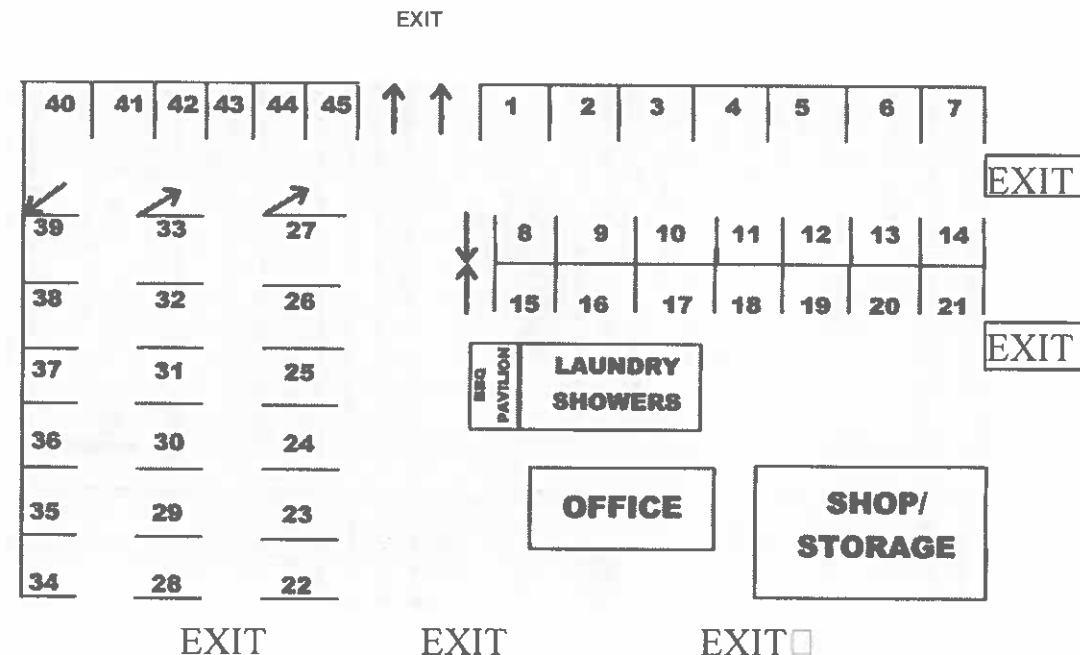 EXIT
40 41 42 43 44 45 1 2 3 4 5 6 7
EXIT
39 33 27 8 9 10 11 12 13 14
38 32 26 15 16 17 18 19 20 21
EXIT
37 31 25 BBQ PAVILION LAUNDRY
SHOWERS
36 30 24
35 29 23 OFFICE SHOP/
STORAGE
34 28 22
EXIT EXIT EXIT